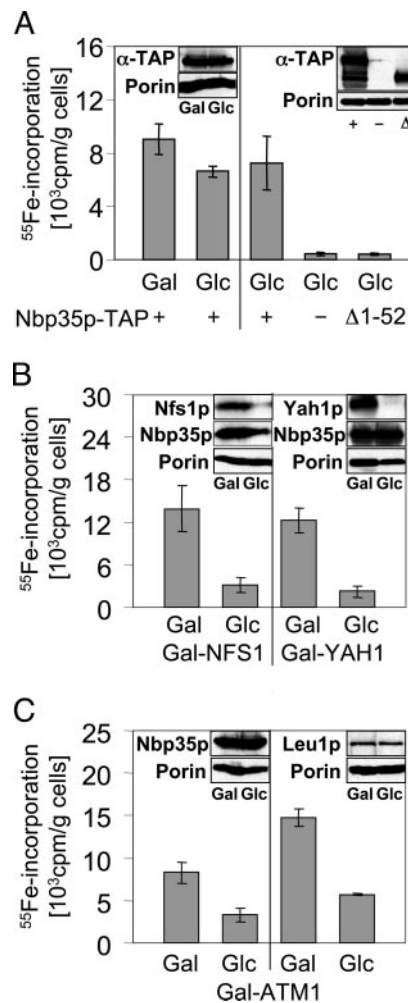 A
⁵⁵Fe-incorporation
[10³cpm/g cells]
16
12
8
4
0
α-TAP
Porin
Gal Glc
α-TAP
Porin
+ − Δ
Gal Glc Glc Glc Glc
Nbp35p-TAP + + + − Δ1-52
B
⁵⁵Fe-incorporation
[10³cpm/g cells]
30
24
18
12
6
0
Nfs1p
Nbp35p
Porin
Gal Glc
Yah1p
Nbp35p
Porin
Gal Glc
Gal Glc Gal Glc
Gal-NFS1 Gal-YAH1
C
⁵⁵Fe-incorporation
[10³cpm/g cells]
25
20
15
10
5
0
Nbp35p
Porin
Gal Glc
Leu1p
Porin
Gal Glc
Gal Glc Gal Glc
Gal-ATM1